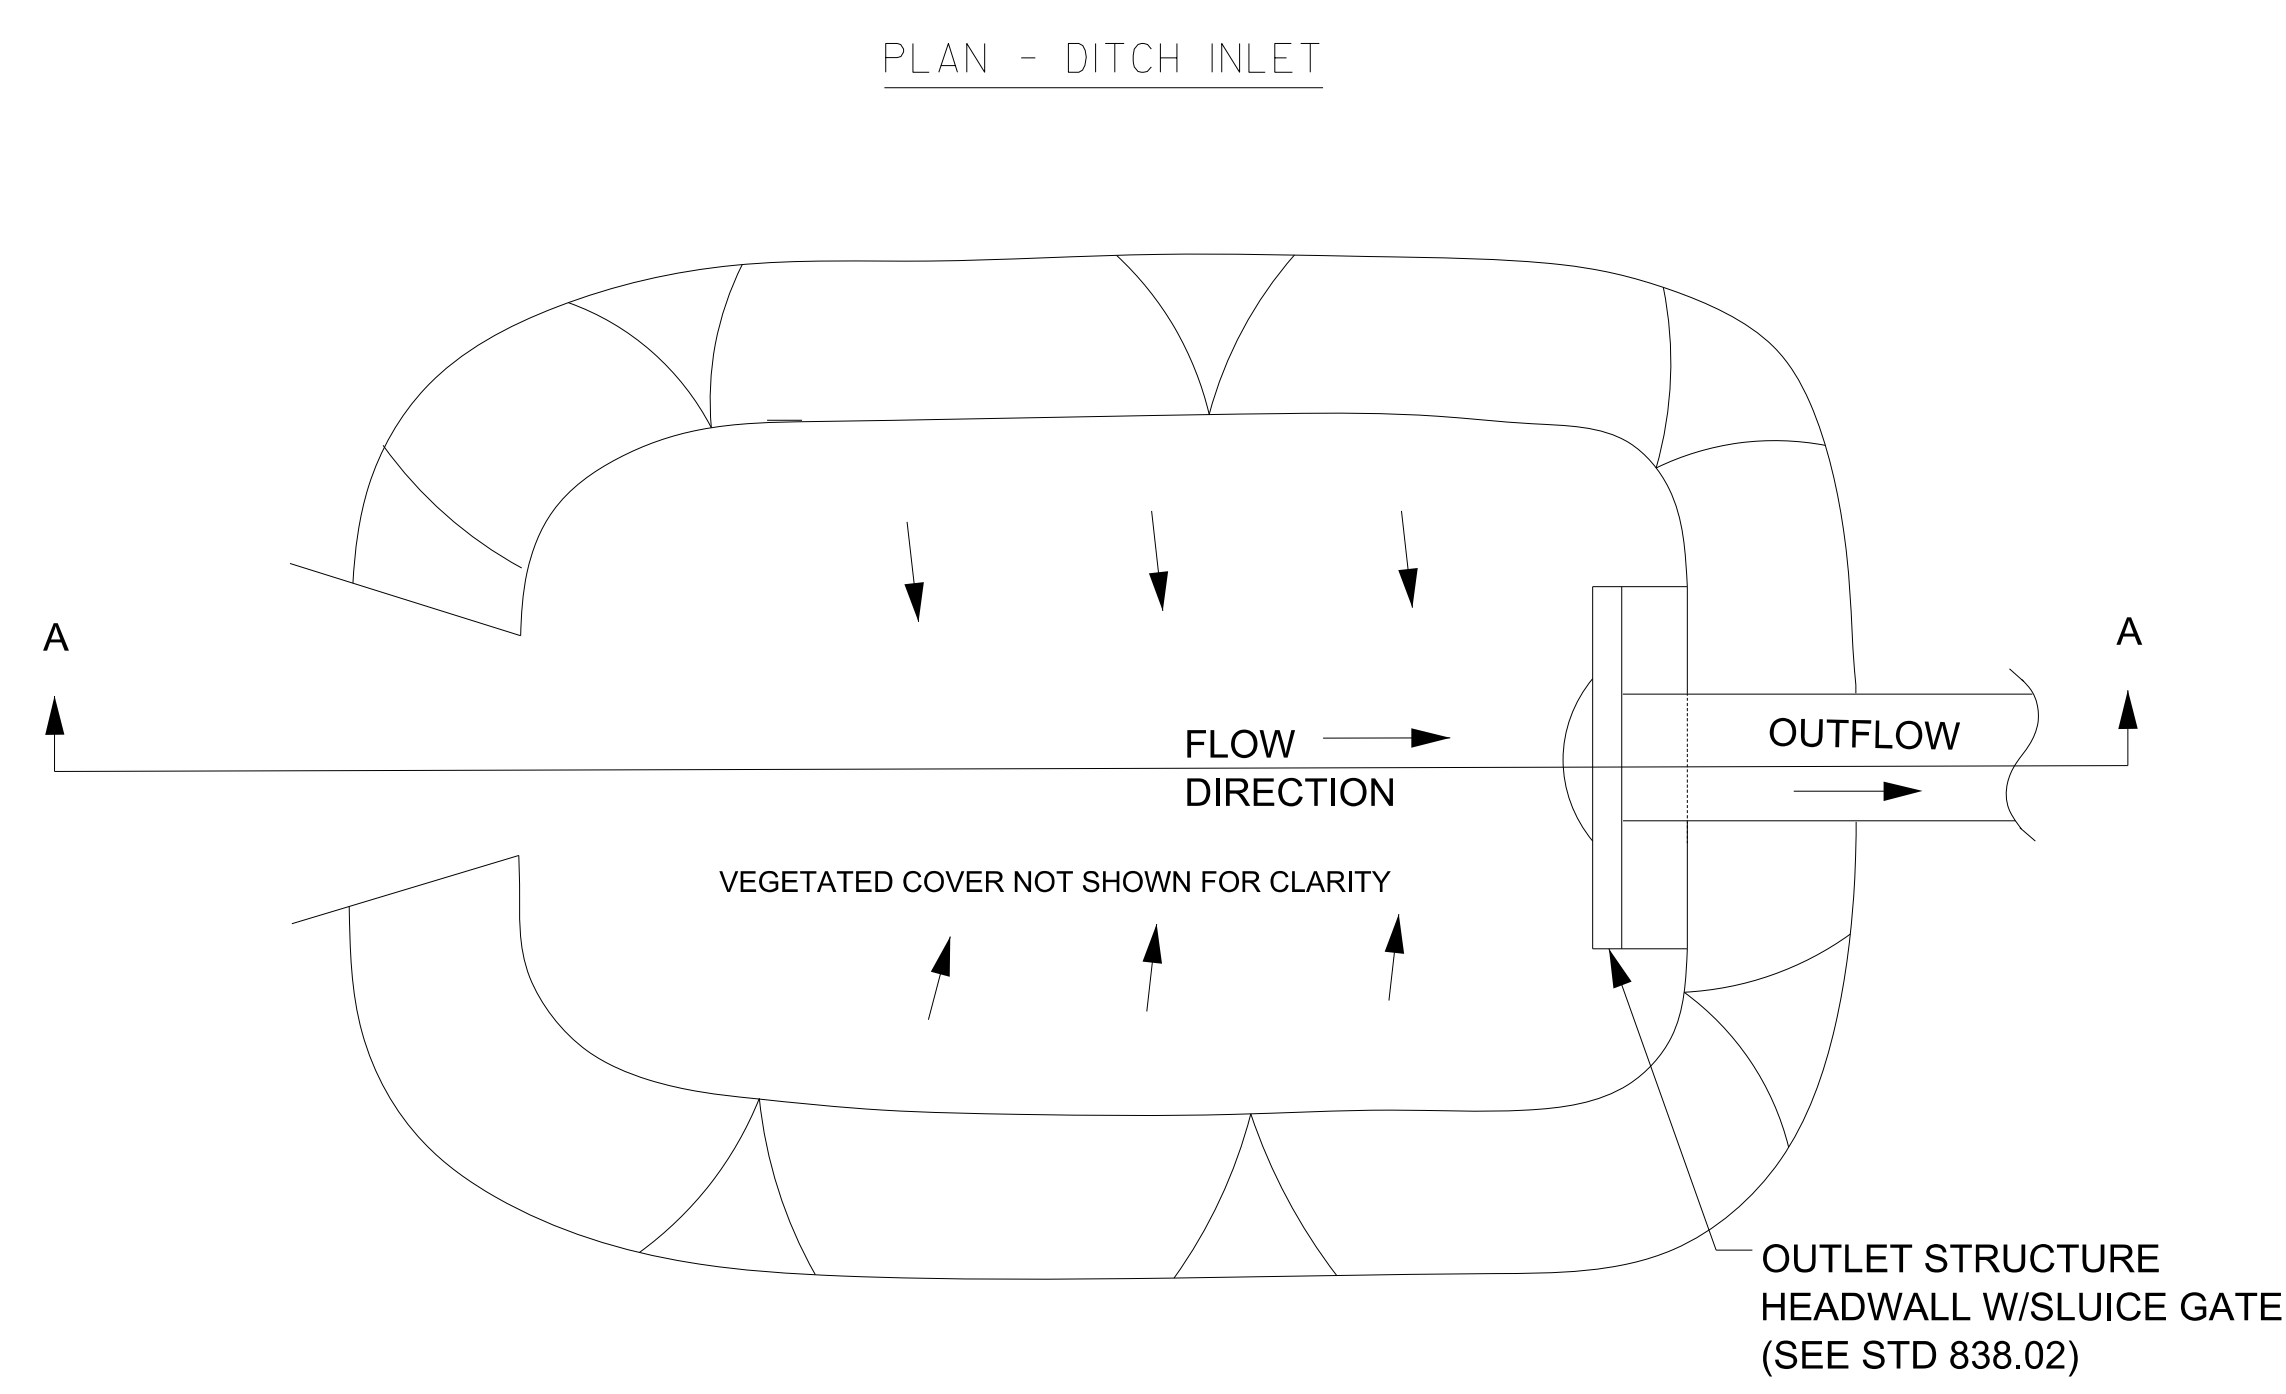 PLAN - DITCH INLET
A
A
FLOW
DIRECTION
OUTFLOW
VEGETATED COVER NOT SHOWN FOR CLARITY
OUTLET STRUCTURE
HEADWALL W/SLUICE GATE
(SEE STD 838.02)